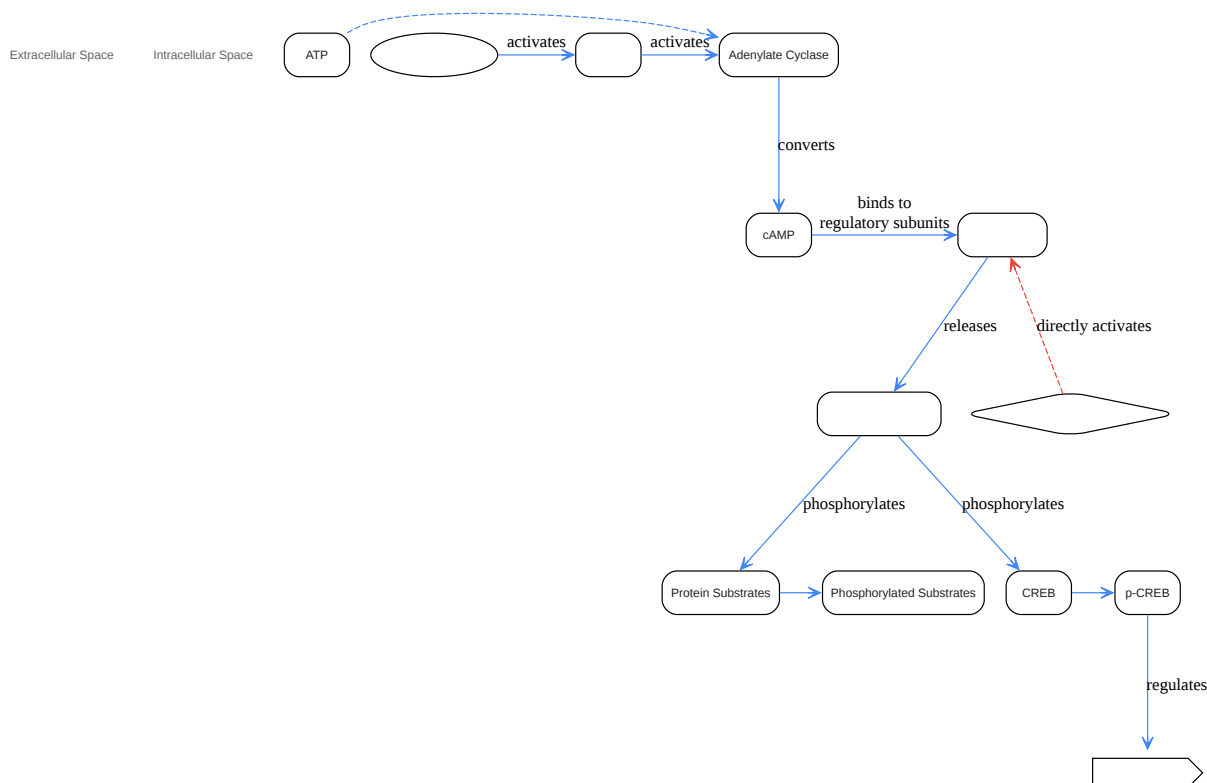 Extracellular Space
Intracellular Space
ATP
activates
activates
Adenylate Cyclase
converts
cAMP
binds to
regulatory subunits
releases
directly activates
phosphorylates
phosphorylates
Protein Substrates
Phosphorylated Substrates
CREB
p-CREB
regulates